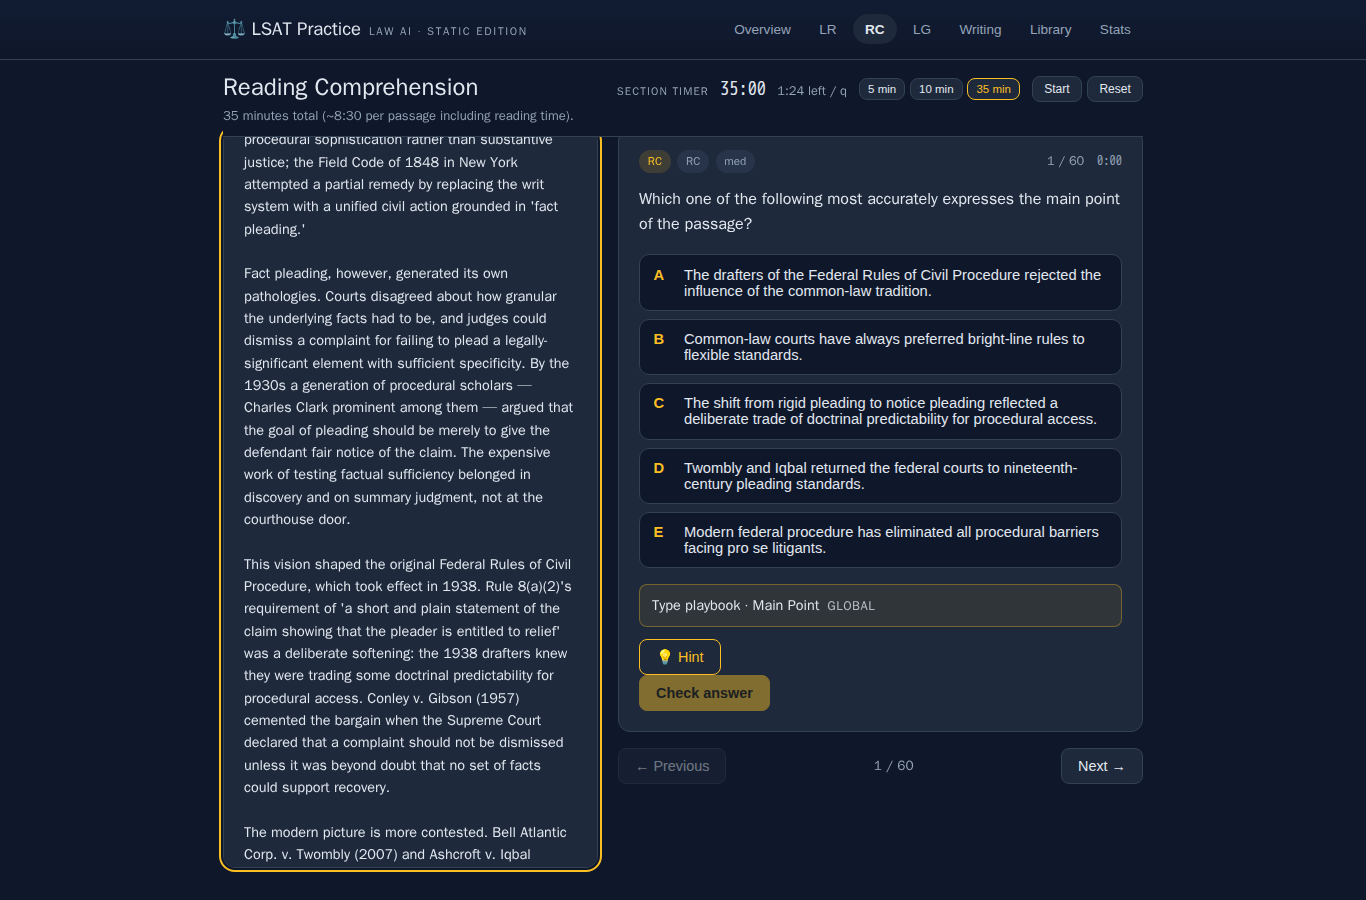 ⚖️ LSAT Practice LAW AI · STATIC EDITION
Overview LR RC LG Writing Library Stats
Reading Comprehension
35 minutes total (~8:30 per passage including reading time).
SECTION TIMER 35:00 1:24 left / q 5 min 10 min 35 min Start Reset
procedural sophistication rather than substantive
justice; the Field Code of 1848 in New York
attempted a partial remedy by replacing the writ
system with a unified civil action grounded in 'fact
pleading.'
Fact pleading, however, generated its own
pathologies. Courts disagreed about how granular
the underlying facts had to be, and judges could
dismiss a complaint for failing to plead a legally-
significant element with sufficient specificity. By the
1930s a generation of procedural scholars —
Charles Clark prominent among them — argued that
the goal of pleading should be merely to give the
defendant fair notice of the claim. The expensive
work of testing factual sufficiency belonged in
discovery and on summary judgment, not at the
courthouse door.
This vision shaped the original Federal Rules of Civil
Procedure, which took effect in 1938. Rule 8(a)(2)'s
requirement of 'a short and plain statement of the
claim showing that the pleader is entitled to relief'
was a deliberate softening: the 1938 drafters knew
they were trading some doctrinal predictability for
procedural access. Conley v. Gibson (1957)
cemented the bargain when the Supreme Court
declared that a complaint should not be dismissed
unless it was beyond doubt that no set of facts
could support recovery.
The modern picture is more contested. Bell Atlantic
Corp. v. Twombly (2007) and Ashcroft v. Iqbal
RC RC med 1 / 60 0:00
Which one of the following most accurately expresses the main point
of the passage?
A The drafters of the Federal Rules of Civil Procedure rejected the
influence of the common-law tradition.
B Common-law courts have always preferred bright-line rules to
flexible standards.
C The shift from rigid pleading to notice pleading reflected a
deliberate trade of doctrinal predictability for procedural access.
D Twombly and Iqbal returned the federal courts to nineteenth-
century pleading standards.
E Modern federal procedure has eliminated all procedural barriers
facing pro se litigants.
Type playbook · Main Point GLOBAL
💡 Hint
Check answer
← Previous 1 / 60 Next →